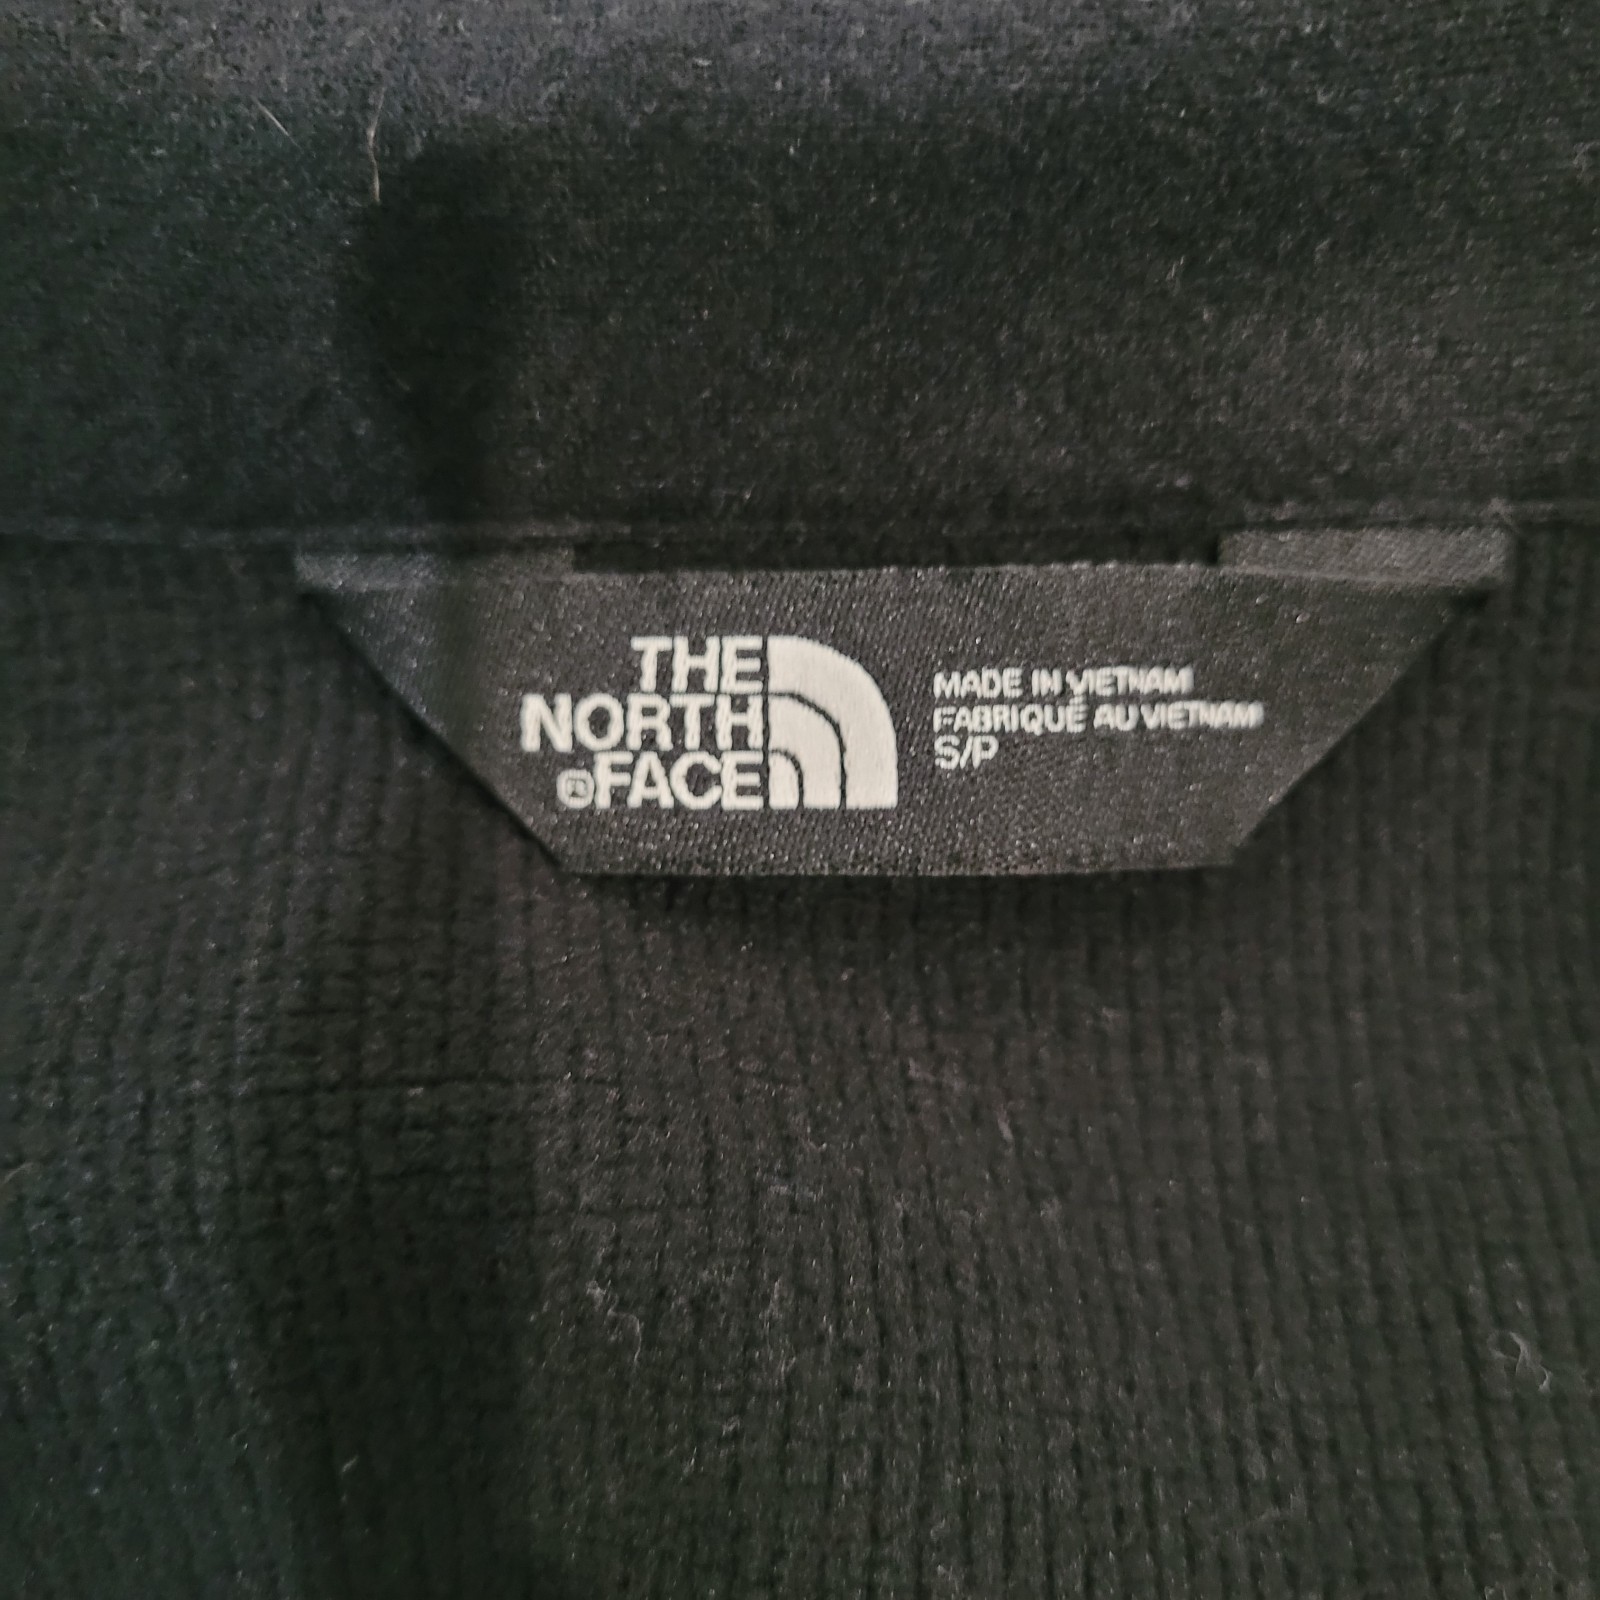 THE
NORTH
®FACE
MADE IN VIETNAM
FABRIQUÉ AU VIETNAM
S/P